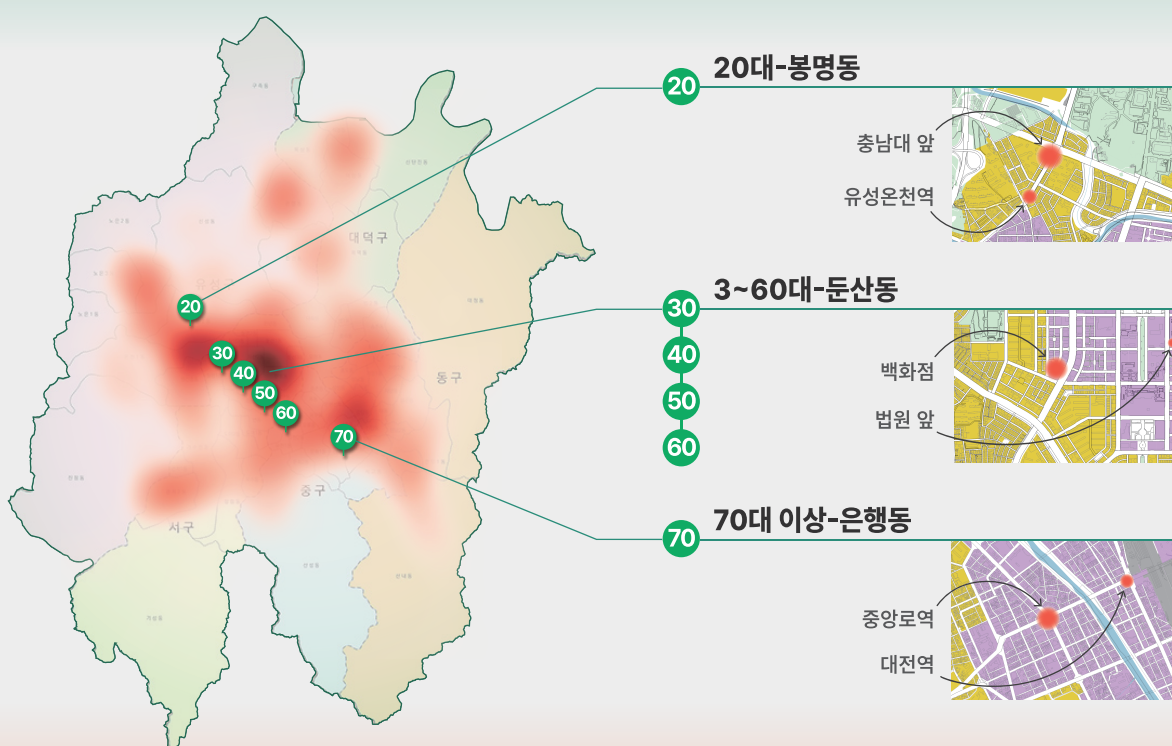 20대-봉명동
20
충남대 앞
유성온천역
3~60대-둔산동
30
40
50
60
백화점
법원 앞
70대 이상-은행동
70
중앙로역
대전역
대덕구
20
30
40
50
60
70
동구
중구
서구